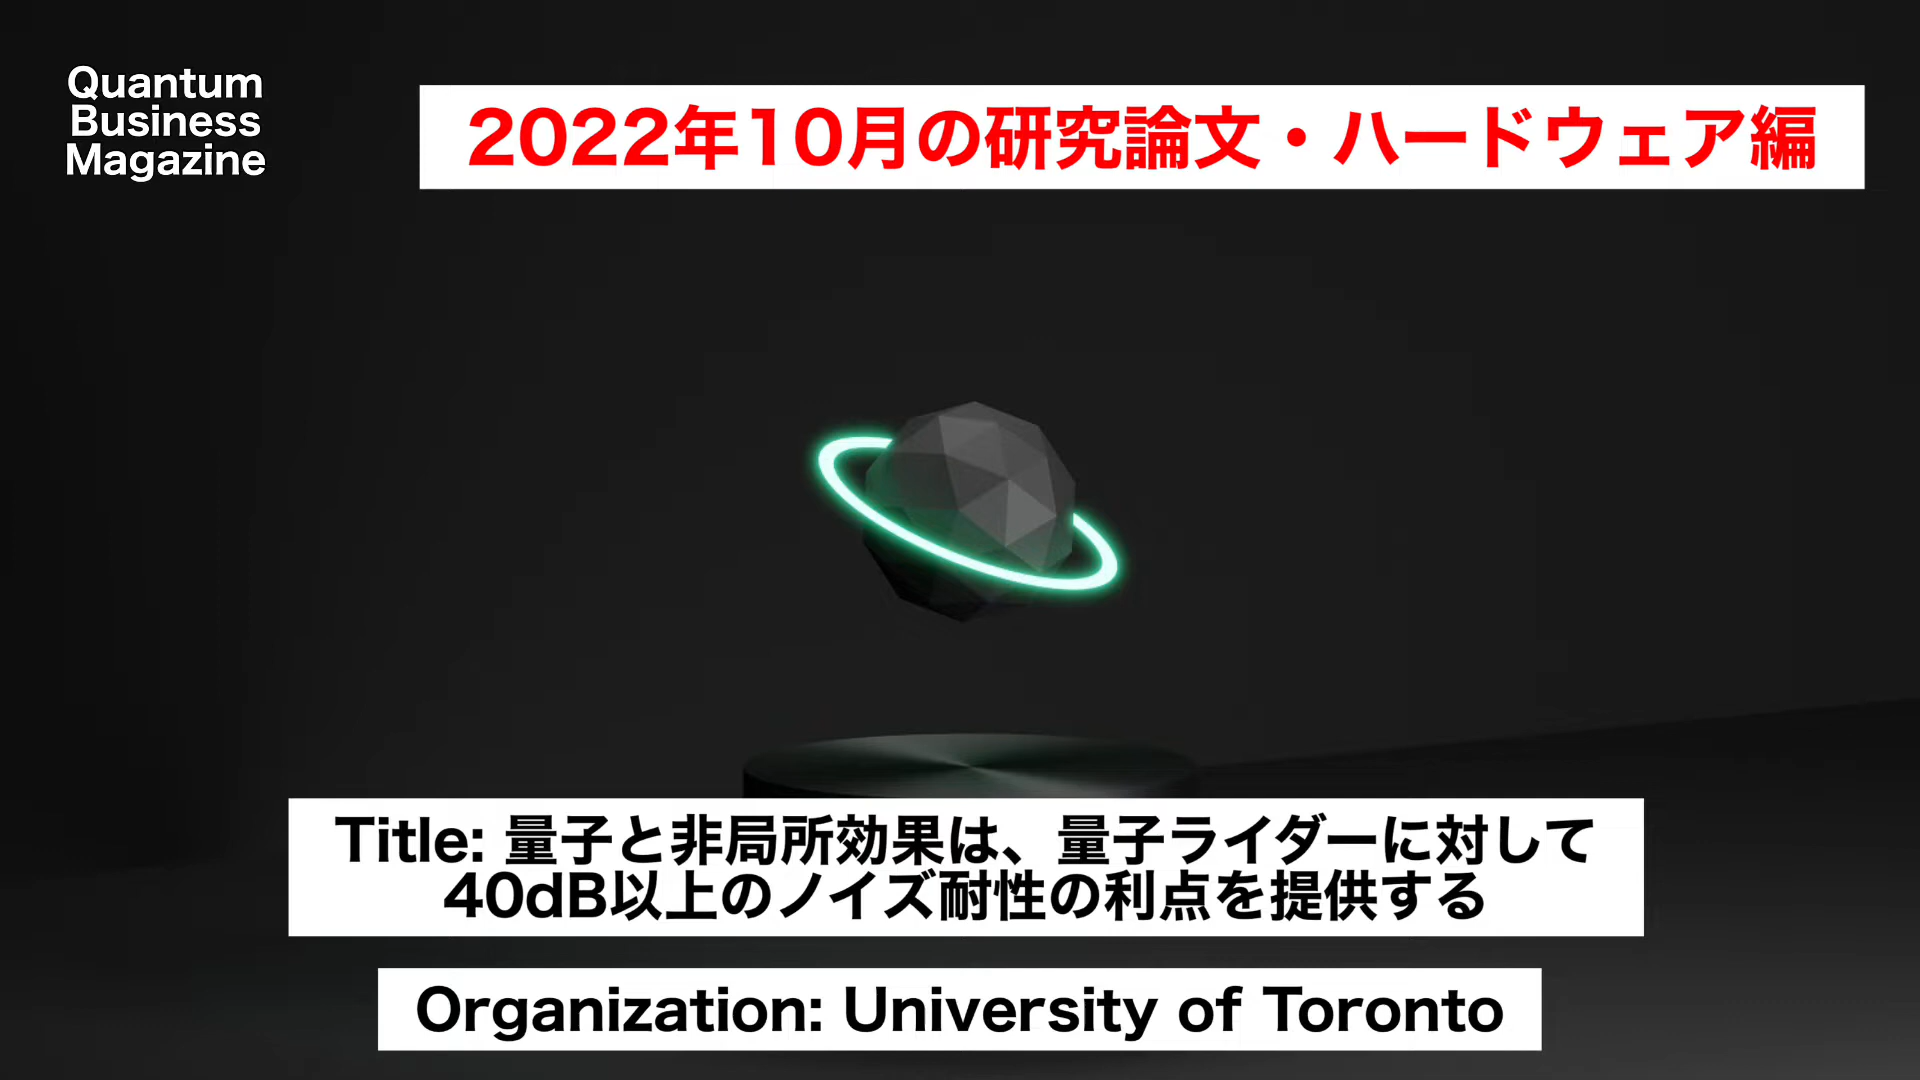 Quantum
Business
Magazine
2022年10月の研究論文・ハードウェア編
Title: 量子と非局所効果は、量子ライダーに対して
40dB以上のノイズ耐性の利点を提供する
Organization: University of Toronto